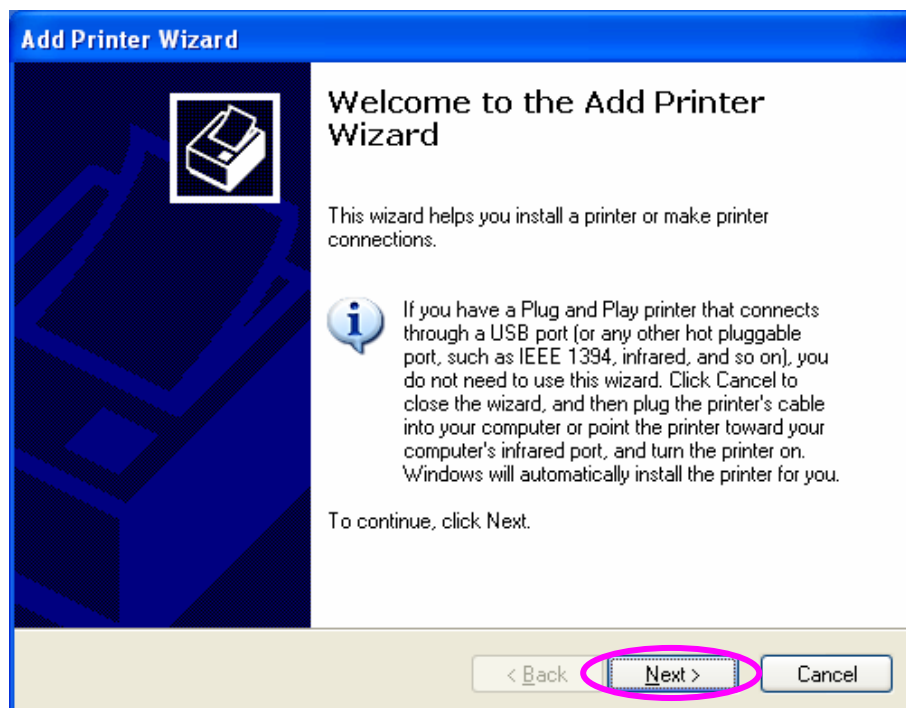 Add Printer Wizard
Welcome to the Add Printer
Wizard
This wizard helps you install a printer or make printer
connections.
If you have a Plug and Play printer that connects
through a USB port (or any other hot pluggable
port, such as IEEE 1394, infrared, and so on), you
do not need to use this wizard. Click Cancel to
close the wizard, and then plug the printer's cable
into your computer or point the printer toward your
computer's infrared port, and turn the printer on.
Windows will automatically install the printer for you.
To continue, click Next.
< Back Next > Cancel